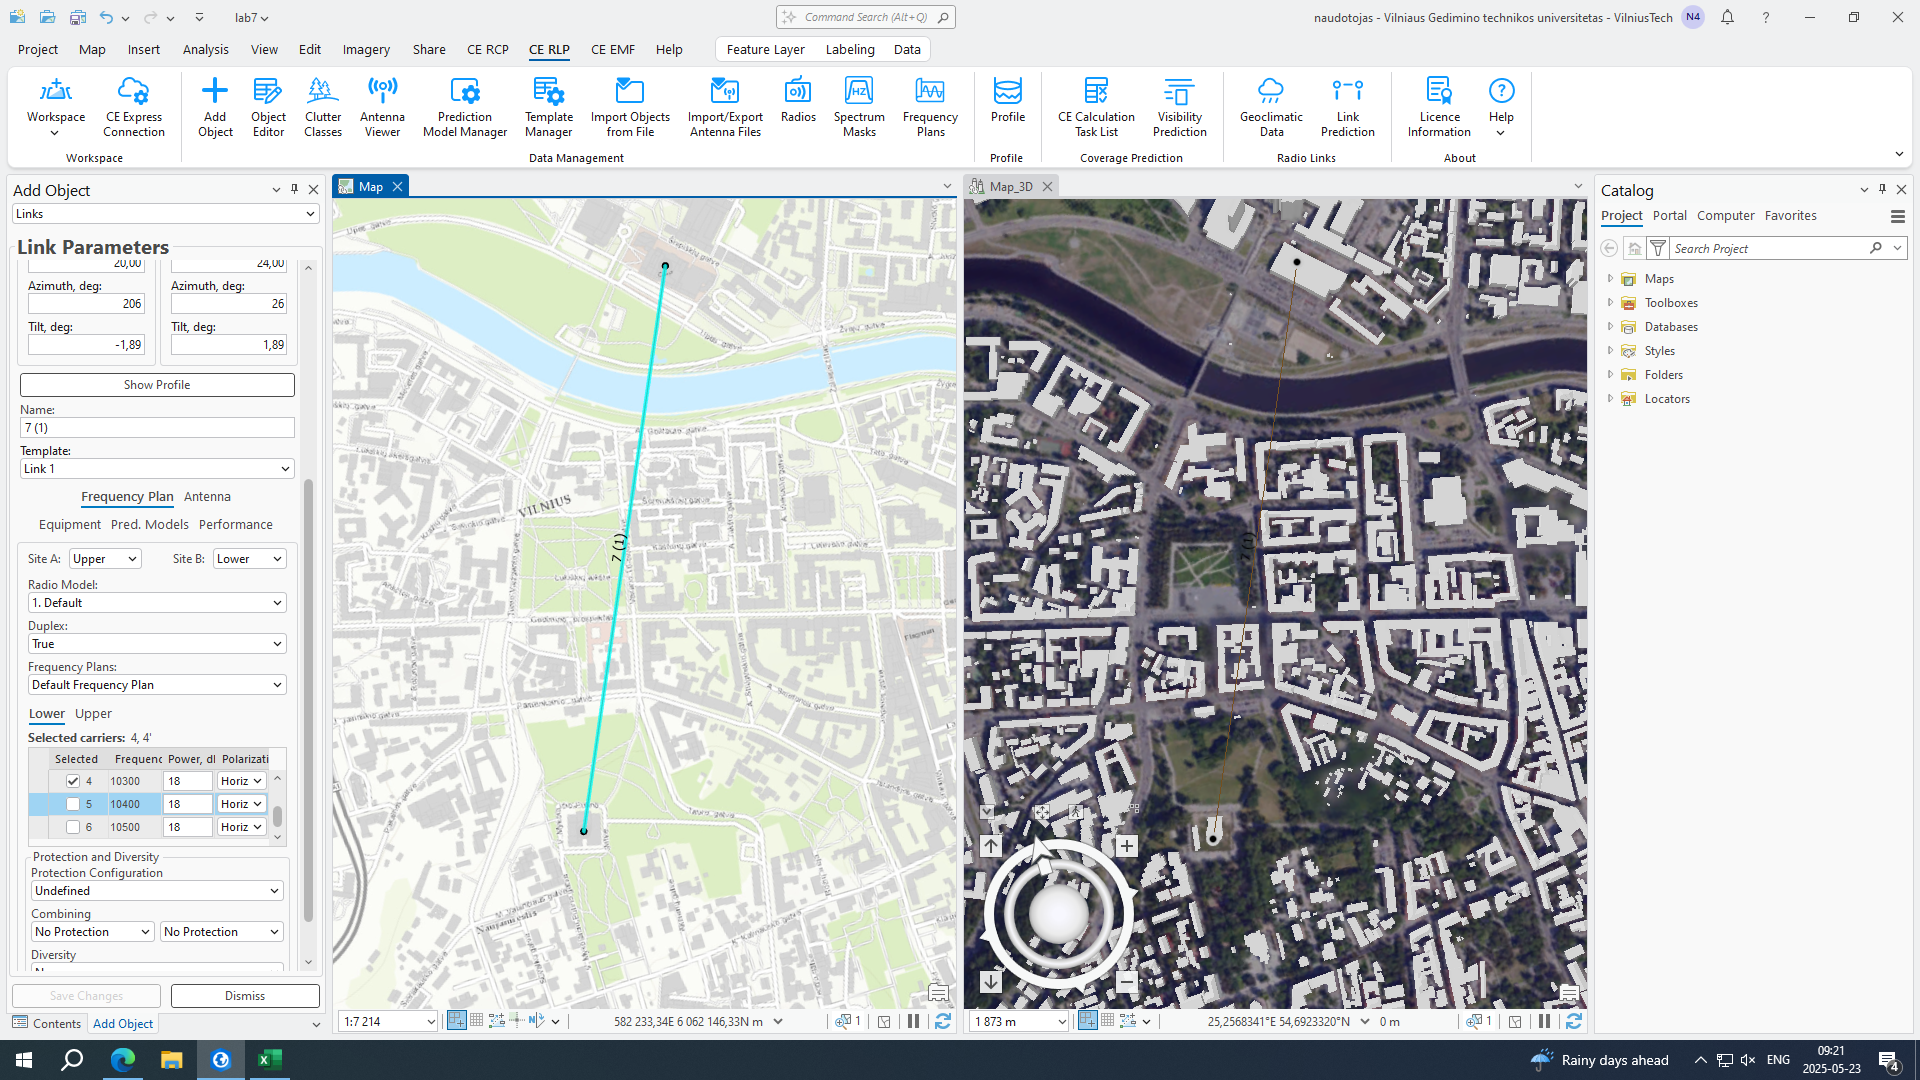 lab7
Command Search (Alt+Q)
naudotojas - Vilniaus Gedimino technikos universitetas - VilniusTech
N4
?
Project Map Insert Analysis View Edit Imagery Share CE RCP CE RLP CE EMF Help Feature Layer Labeling Data
Workspace
CE Express Connection
Add Object
Object Editor
Clutter Classes
Antenna Viewer
Prediction Model Manager
Template Manager
Import Objects from File
Import/Export Antenna Files
Radios
Spectrum Masks
Frequency Plans
Profile
CE Calculation Task List
Visibility Prediction
Geoclimatic Data
Link Prediction
Licence Information
Help
Workspace Data Management Profile Coverage Prediction Radio Links About
Add Object
Links
Link Parameters
20,00 24,00
Azimuth, deg: Azimuth, deg:
206 26
Tilt, deg: Tilt, deg:
-1,89 1,89
Show Profile
Name:
7 (1)
Template:
Link 1
Frequency Plan Antenna
Equipment Pred. Models Performance
Site A: Upper Site B: Lower
Radio Model:
1. Default
Duplex:
True
Frequency Plans:
Default Frequency Plan
Lower Upper
Selected carriers: 4, 4'
Selected Frequenc Power, dl Polarizati
4 10300 18 Horiz
5 10400 18 Horiz
6 10500 18 Horiz
Protection and Diversity
Protection Configuration
Undefined
Combining
No Protection No Protection
Diversity
Save Changes Dismiss
Contents Add Object
Map
VILNIUS
7 (1)
1:7 214
582 233,34E 6 062 146,33N m
1
Map_3D
7 (1)
1 873 m
25,2568341°E 54,6923320°N 0 m
1
Catalog
Project Portal Computer Favorites
Search Project
Maps
Toolboxes
Databases
Styles
Folders
Locators
Rainy days ahead
ENG
09:21
2025-05-23
4